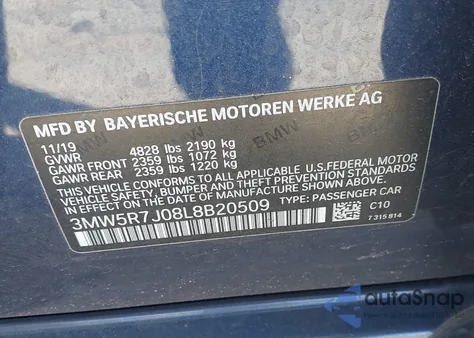 MFD BY BAYERISCHE MOTOREN WERKE AG
11/19
GVWR 4828 lbs 2190 kg
GAWR FRONT 2359 lbs 1072 kg
GAWR REAR 2359 lbs 1220 kg
THIS VEHICLE CONFORMS TO ALL APPLICABLE U.S.FEDERAL MOTOR
VEHICLE SAFETY, BUMPER, AND THEFT PREVENTION STANDARDS
IN EFFECT ON THE DATE OF MANUFACTURE SHOWN ABOVE.
3MW5R7J08L8B20509 TYPE: PASSENGER CAR
C10
7 315 814
BMW
autoSnap